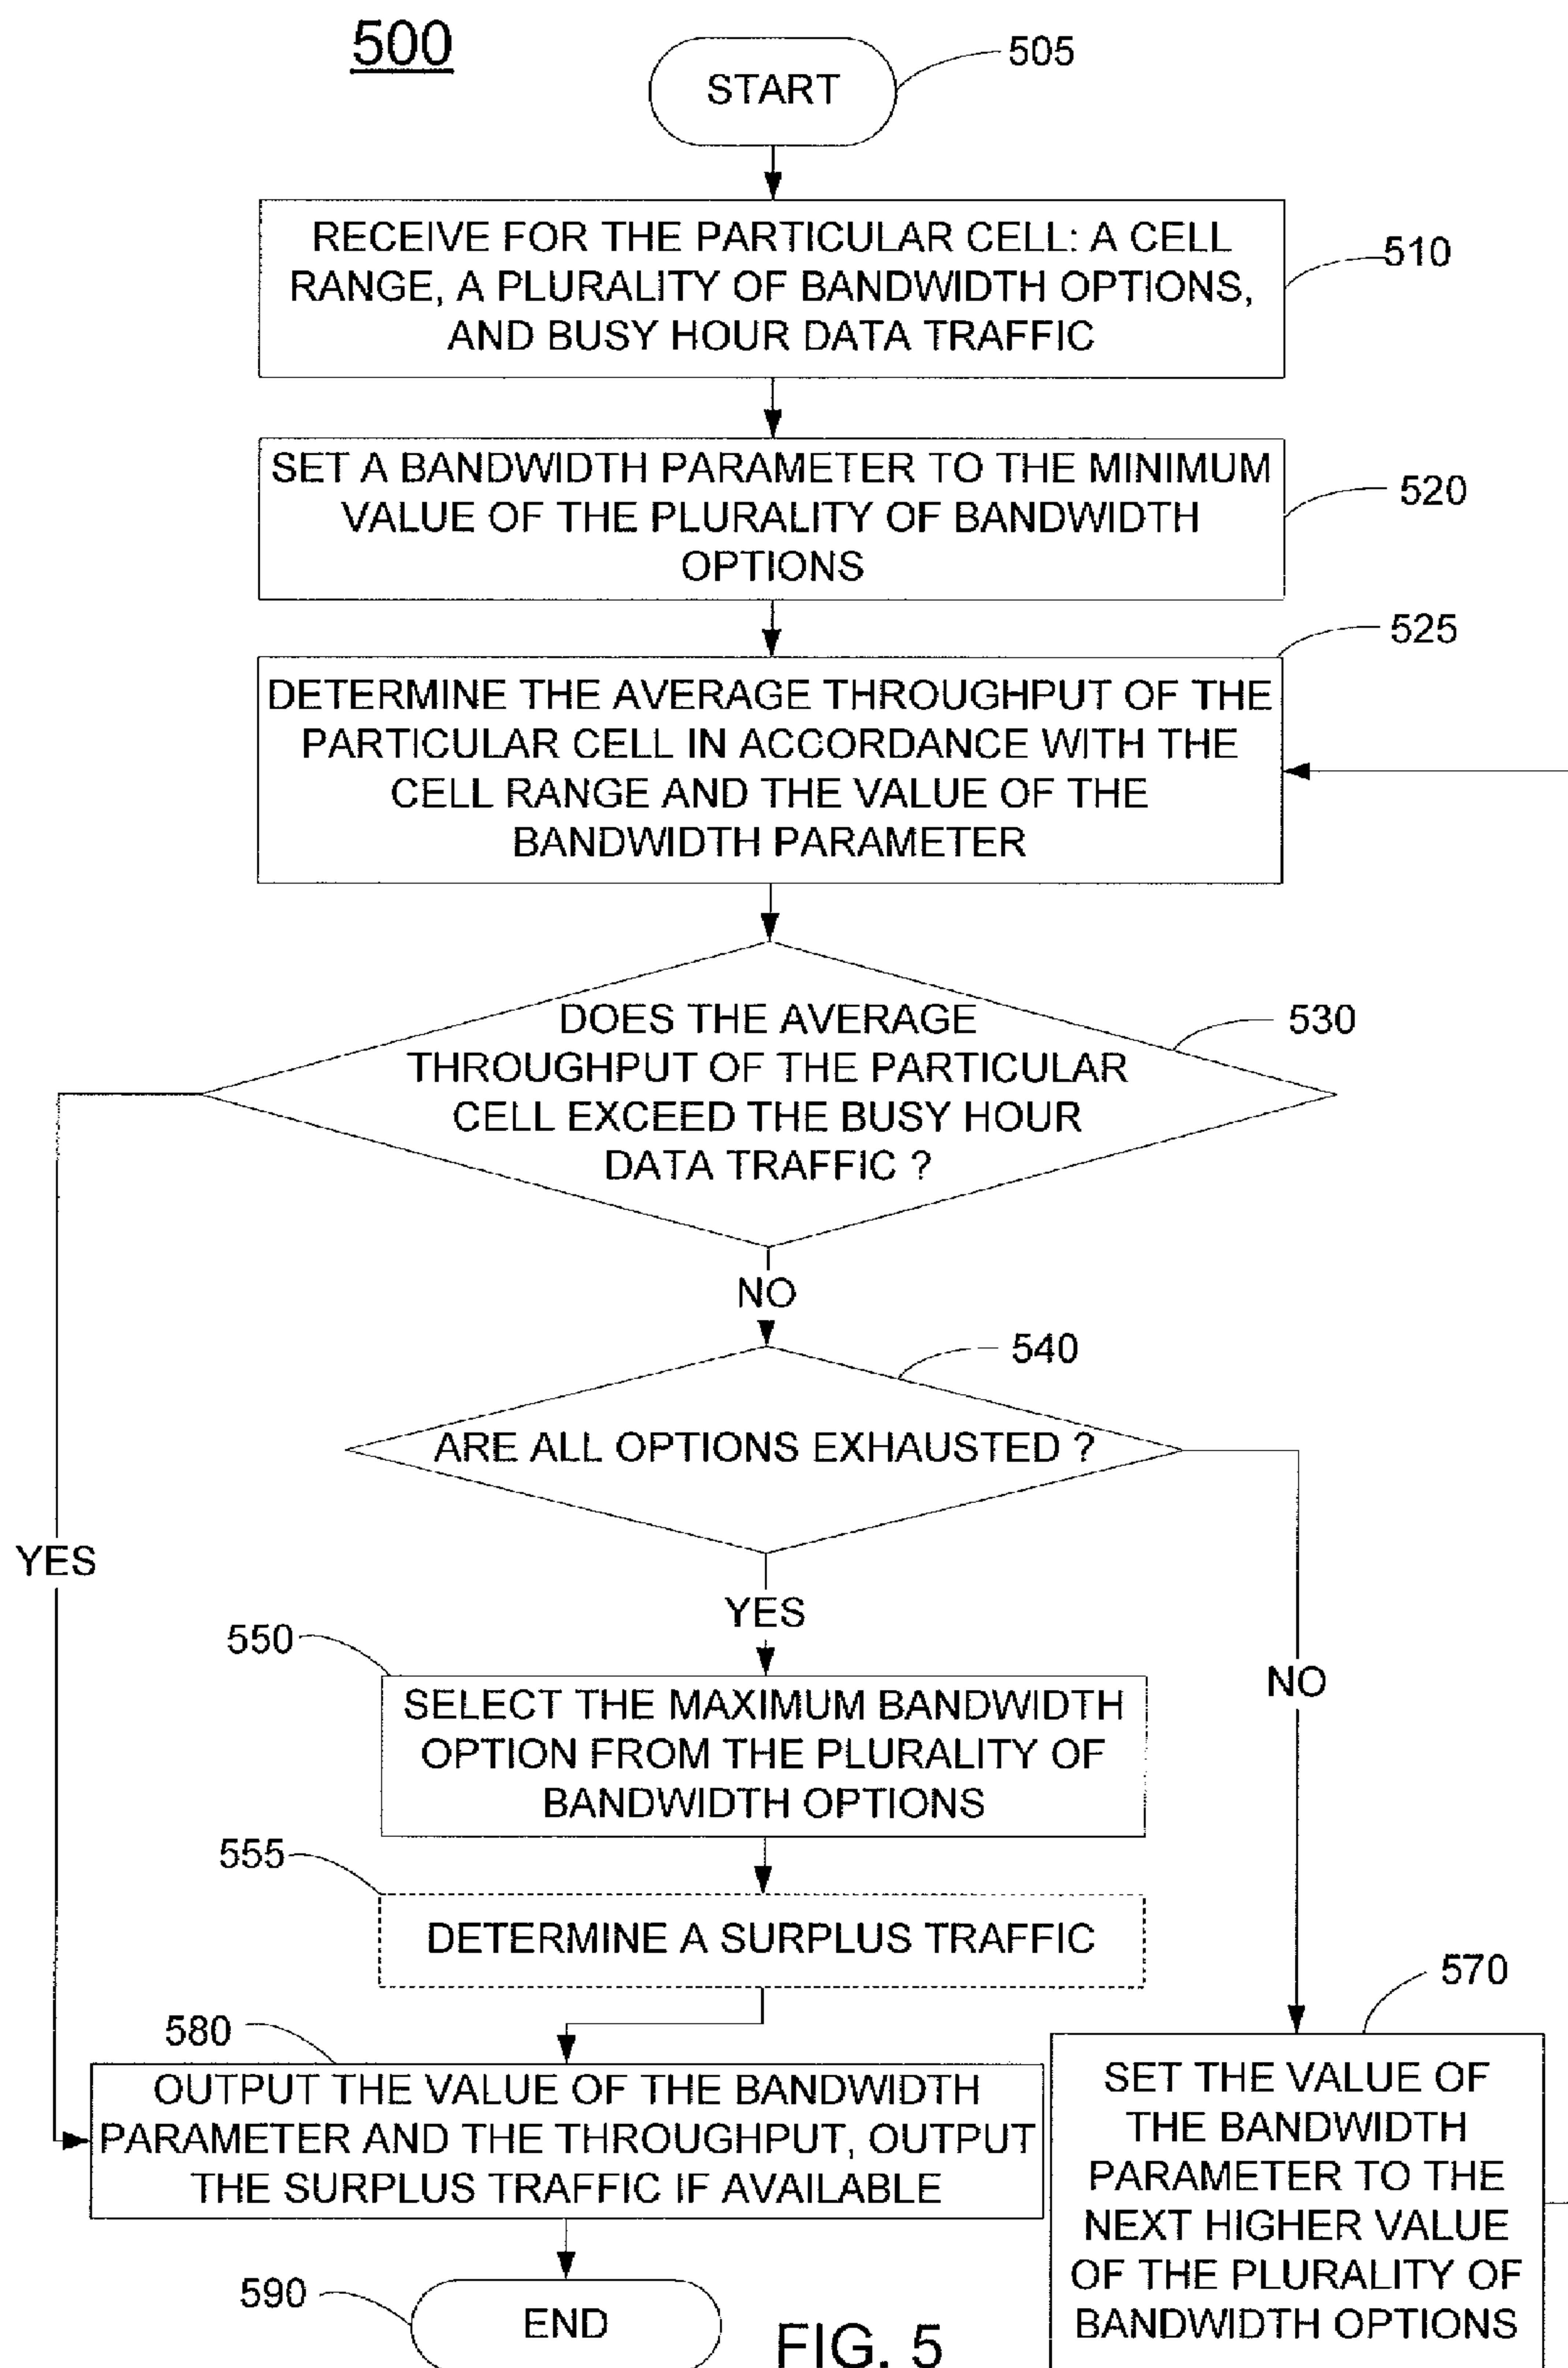 500
START
505
RECEIVE FOR THE PARTICULAR CELL: A CELL
RANGE, A PLURALITY OF BANDWIDTH OPTIONS,
AND BUSY HOUR DATA TRAFFIC
510
SET A BANDWIDTH PARAMETER TO THE MINIMUM
VALUE OF THE PLURALITY OF BANDWIDTH
OPTIONS
520
525
DETERMINE THE AVERAGE THROUGHPUT OF THE
PARTICULAR CELL IN ACCORDANCE WITH THE
CELL RANGE AND THE VALUE OF THE
BANDWIDTH PARAMETER
DOES THE AVERAGE
THROUGHPUT OF THE PARTICULAR
CELL EXCEED THE BUSY HOUR
DATA TRAFFIC ?
530
NO
540
ARE ALL OPTIONS EXHAUSTED ?
YES
YES
NO
550
SELECT THE MAXIMUM BANDWIDTH
OPTION FROM THE PLURALITY OF
BANDWIDTH OPTIONS
555
DETERMINE A SURPLUS TRAFFIC
580
OUTPUT THE VALUE OF THE BANDWIDTH
PARAMETER AND THE THROUGHPUT, OUTPUT
THE SURPLUS TRAFFIC IF AVAILABLE
570
SET THE VALUE OF
THE BANDWIDTH
PARAMETER TO THE
NEXT HIGHER VALUE
OF THE PLURALITY OF
BANDWIDTH OPTIONS
590
END
FIG. 5